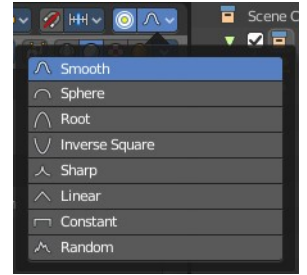 Scene C
Smooth
Sphere
Root
Inverse Square
Sharp
Linear
Constant
Random